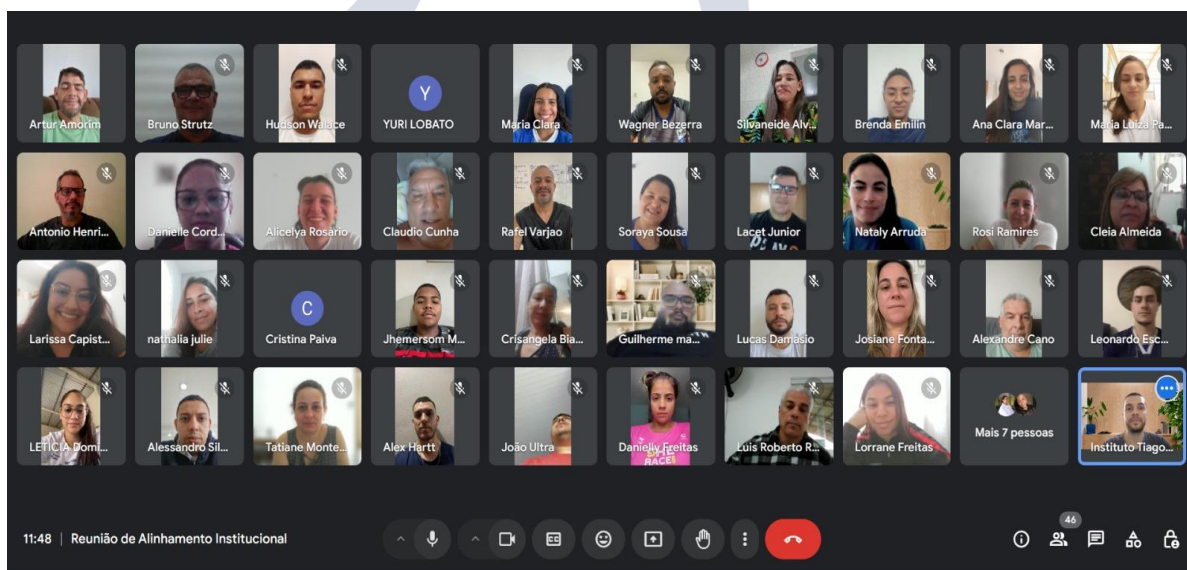 Artur Amorim
Bruno Strutz
Hudson Walace
Y
YURI LOBATO
Maria Clara
Wagner Bezerra
Silvaneide Alv...
Brenda Emilin
Ana Clara Mar...
Maria Luiza Pa...
Antonio Henri...
Danielle Cord...
Alicelya Rosário
Claudio Cunha
Rafel Varjao
Soraya Sousa
Lacet Junior
Nataly Arruda
Rosi Ramires
Cleia Almeida
Larissa Capist...
nathalia julie
C
Cristina Paiva
Jhemersom M...
Crisangela Bia...
Guilherme ma...
Lucas Damásio
Josiane Fonta...
Alexandre Cano
Leonardo Esc...
LETICIA Domi...
Alessandro Sil...
Tatiane Monte...
Alex Hartt
João Ultra
Danielly Freitas
RACE!
Luis Roberto R...
Lorrane Freitas
Mais 7 pessoas
Instituto Tiago...
11:48 | Reunião de Alinhamento Institucional
CC
46